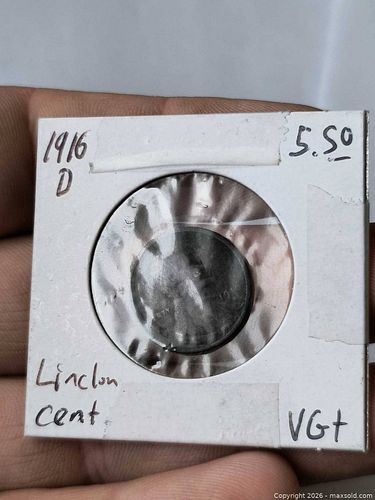 1916
D
5.50
Linclon
cent
VG+
Copyright 2026 - maxsold.com